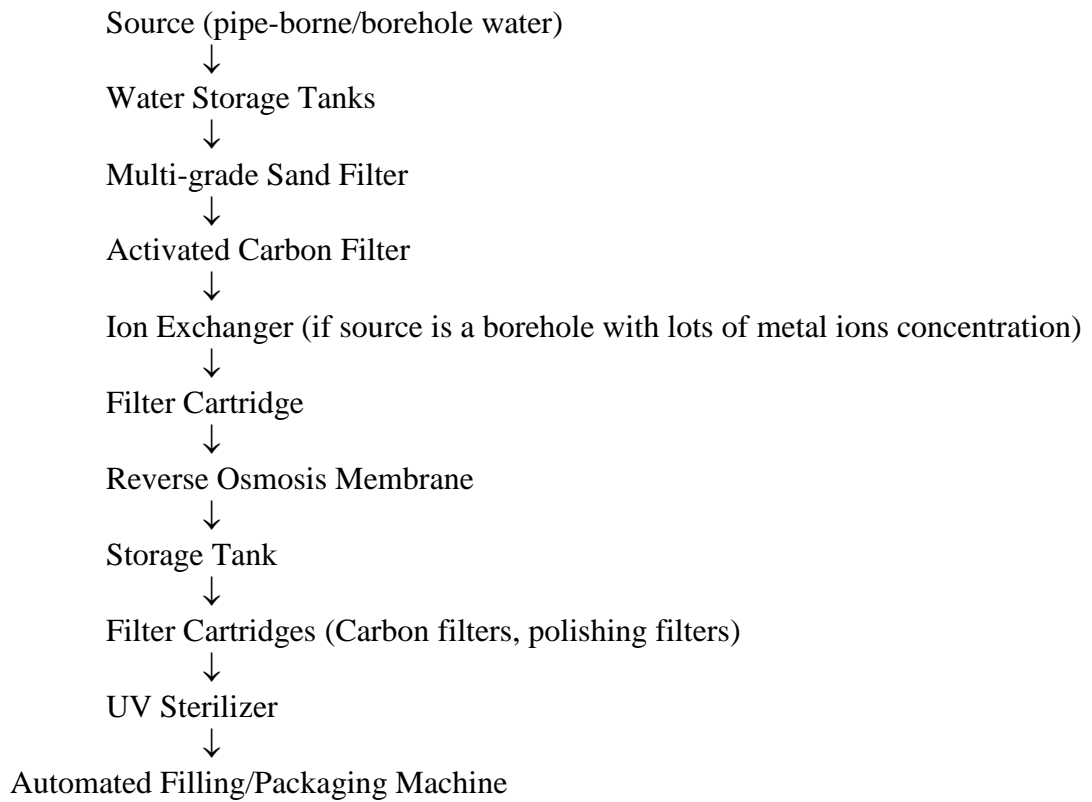 Source (pipe-borne/borehole water)
↓
Water Storage Tanks
↓
Multi-grade Sand Filter
↓
Activated Carbon Filter
↓
Ion Exchanger (if source is a borehole with lots of metal ions concentration)
↓
Filter Cartridge
↓
Reverse Osmosis Membrane
↓
Storage Tank
↓
Filter Cartridges (Carbon filters, polishing filters)
↓
UV Sterilizer
↓
Automated Filling/Packaging Machine